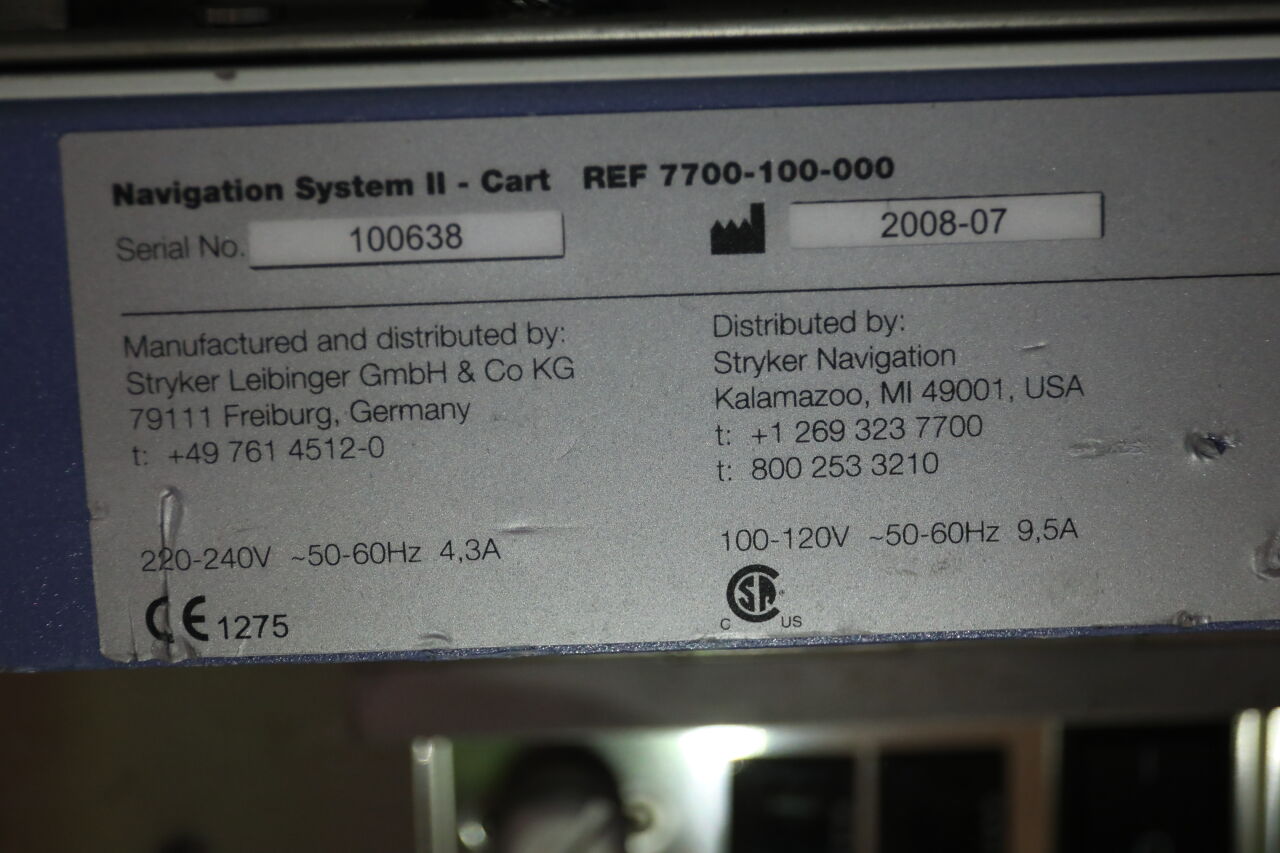 Navigation System II - Cart REF 7700-100-000
Serial No. 100638 2008-07
Manufactured and distributed by:
Stryker Leibinger GmbH & Co KG
79111 Freiburg, Germany
t: +49 761 4512-0
220-240V ~50-60Hz 4,3A
CE 1275
Distributed by:
Stryker Navigation
Kalamazoo, MI 49001, USA
t: +1 269 323 7700
t: 800 253 3210
100-120V ~50-60Hz 9,5A
C SA® US